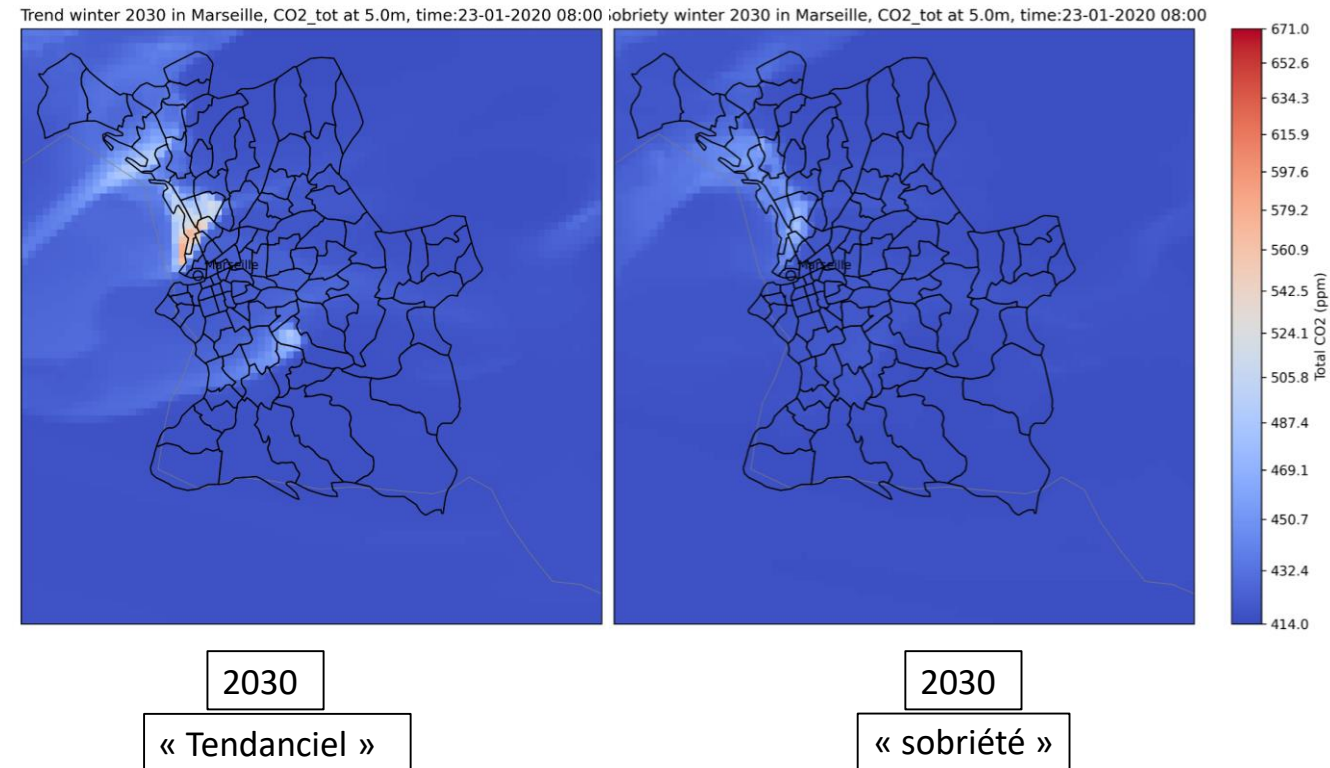 Trend winter 2030 in Marseille, CO2_tot at 5.0m, time:23-01-2020 08:00
obriety winter 2030 in Marseille, CO2_tot at 5.0m, time:23-01-2020 08:00
Marseille
Marseille
671.0
652.6
634.3
615.9
597.6
579.2
560.9
542.5
524.1
505.8
487.4
469.1
450.7
432.4
414.0
Total CO2 (ppm)
2030
« Tendanciel »
2030
« sobriété »